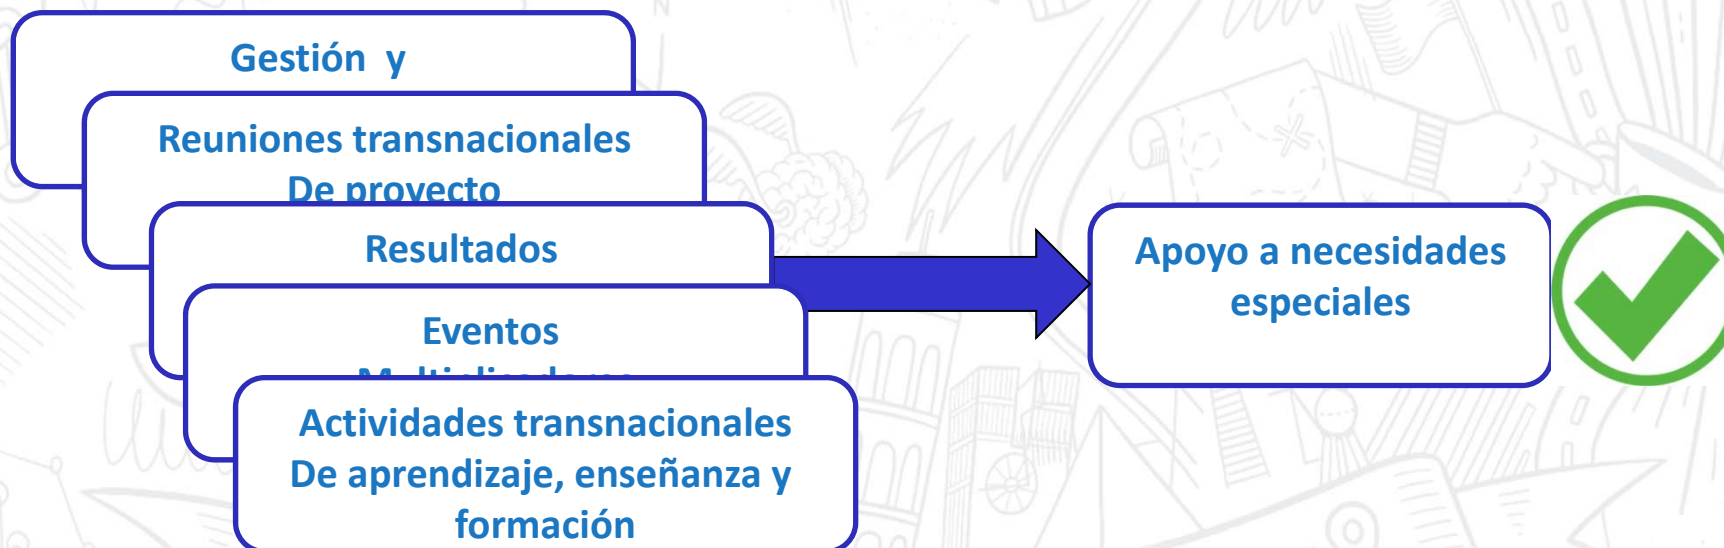 Gestión y
Reuniones transnacionales
De proyecto
Resultados
Eventos
Actividades transnacionales
De aprendizaje, enseñanza y
formación
Apoyo a necesidades
especiales